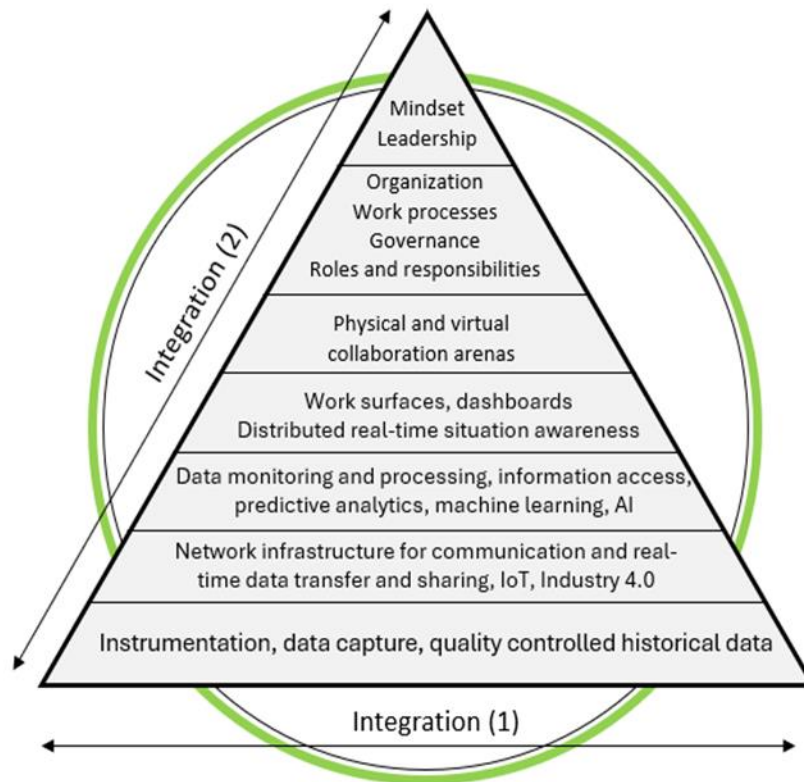 Mindset
Leadership
Organization
Work processes
Governance
Roles and responsibilities
Integration (2)
Physical and virtual
collaboration arenas
Work surfaces, dashboards
Distributed real-time situation awareness
Data monitoring and processing, information access,
predictive analytics, machine learning, AI
Network infrastructure for communication and real-
time data transfer and sharing, IoT, Industry 4.0
Instrumentation, data capture, quality controlled historical data
Integration (1)